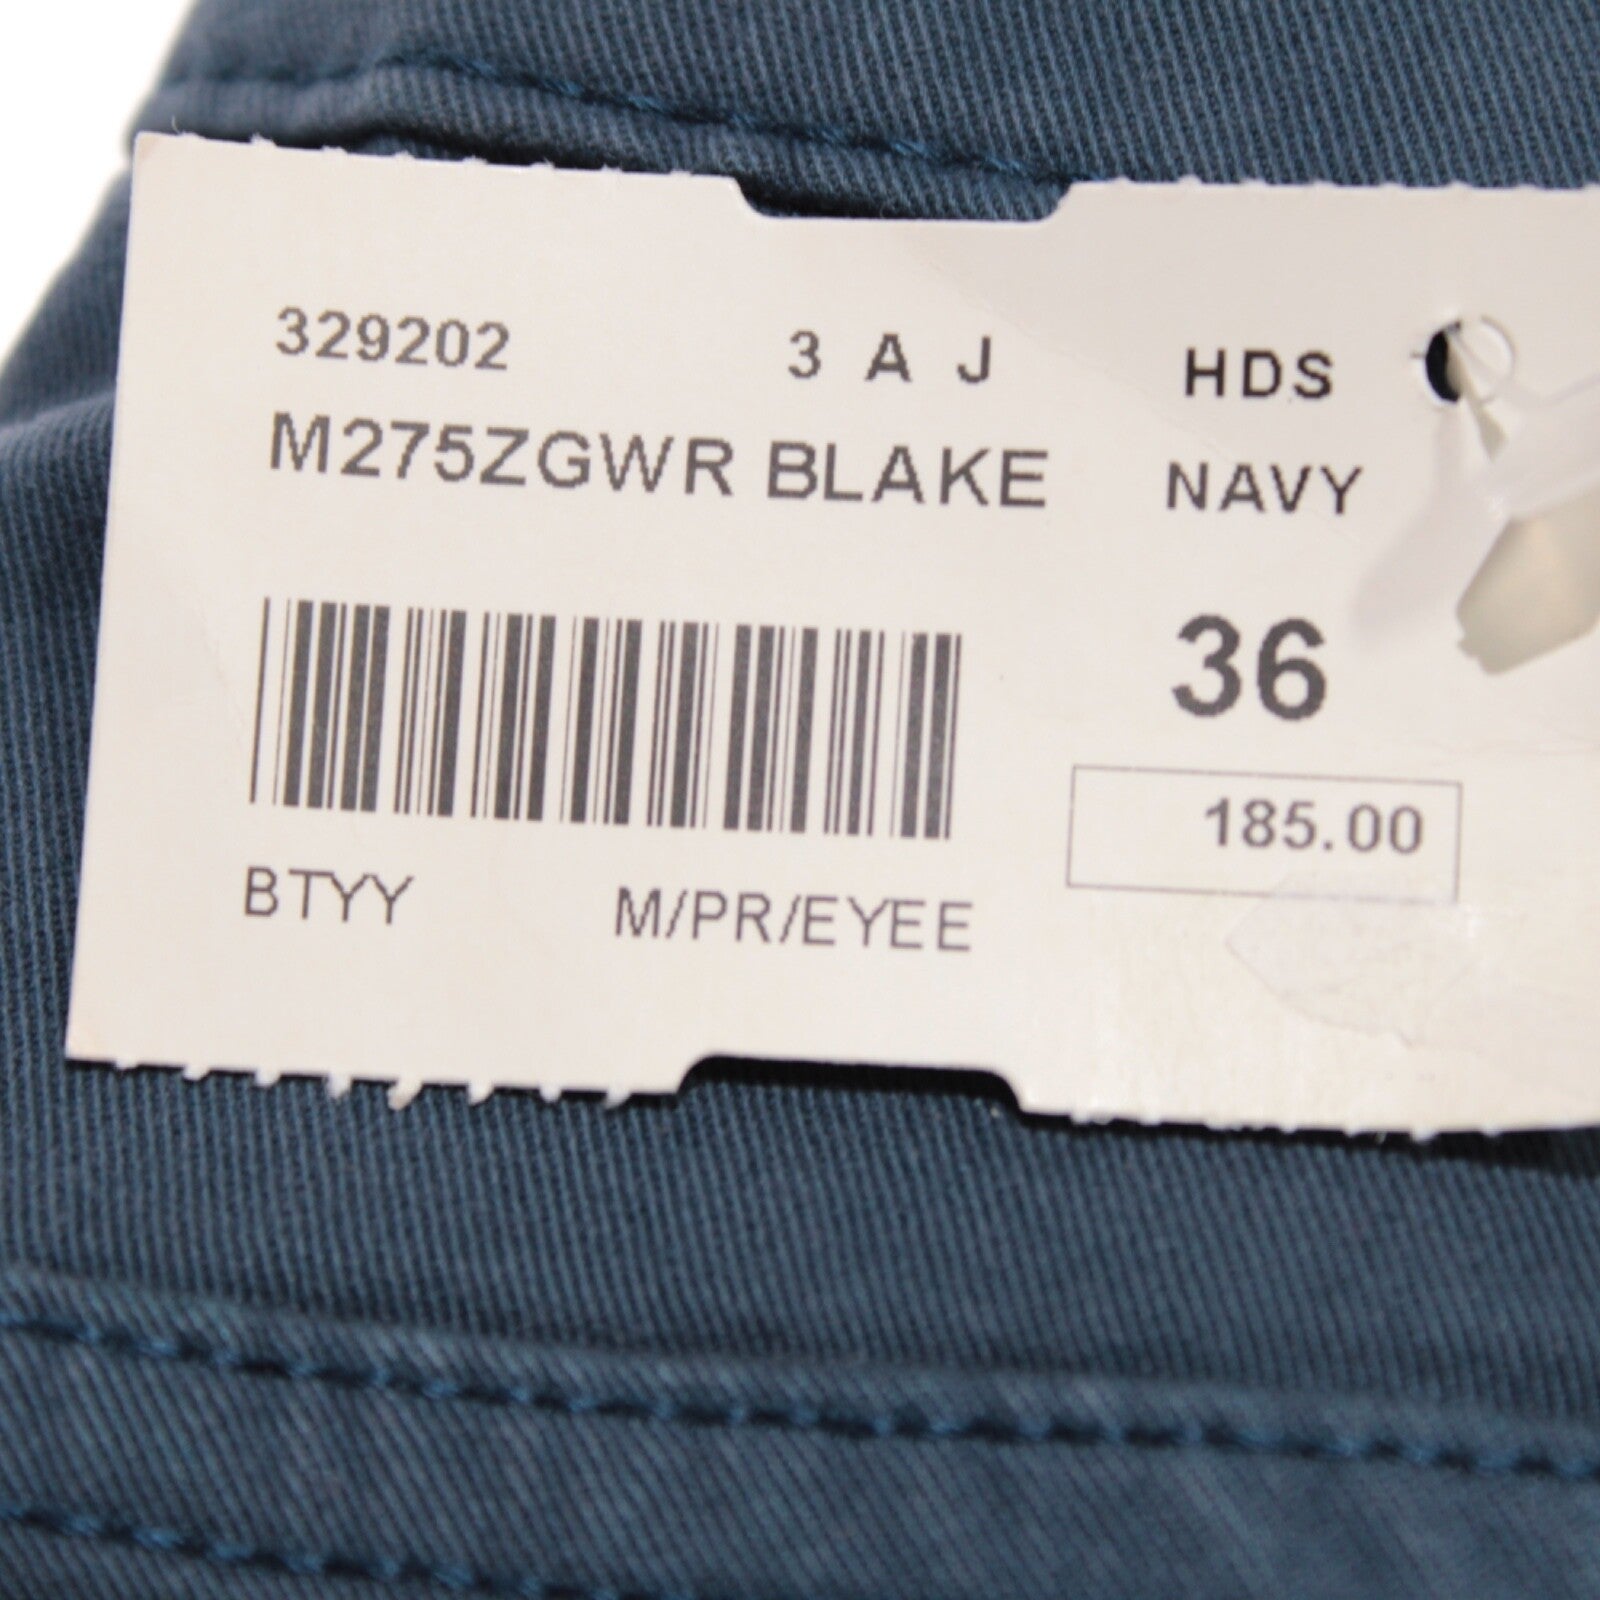 329202 3 A J HDS
M275ZGWR BLAKE NAVY
36
185.00
BTYY M/PR/EYEE